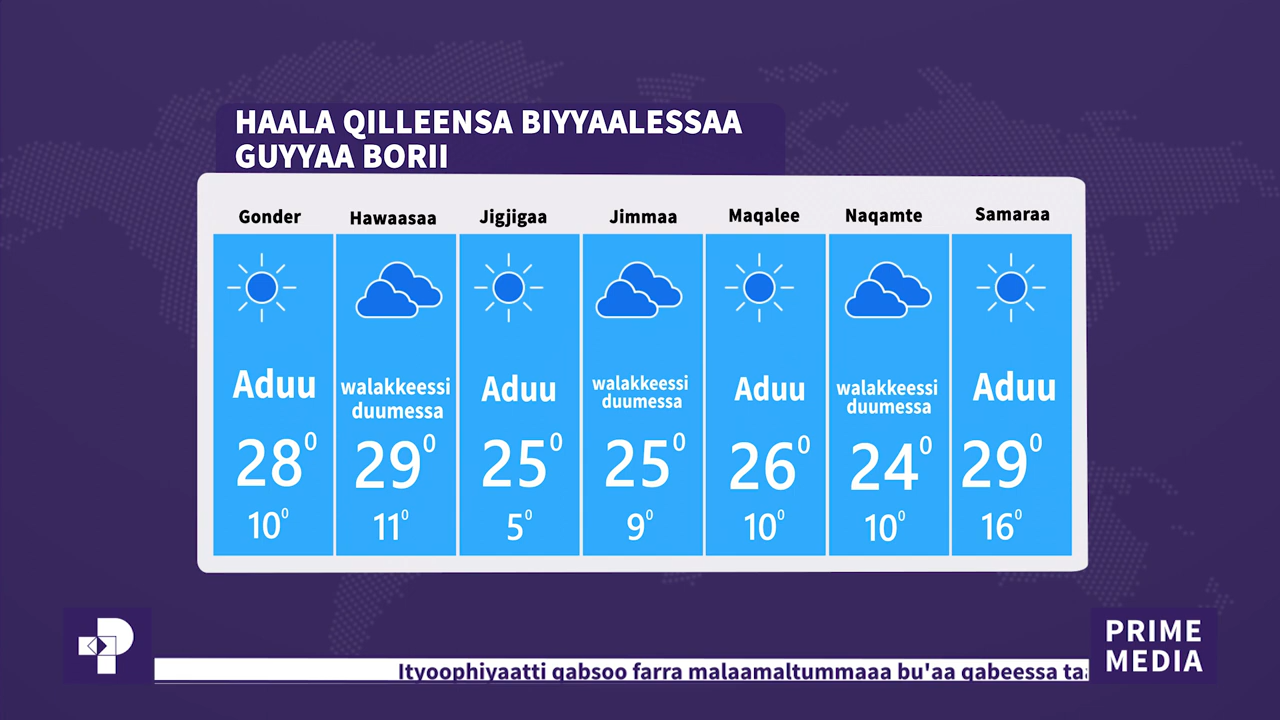 HAALA QILLEENSA BIYYAALESSAA
GUYYAA BORII
Gonder Hawaasaa Jigjigaa Jimmaa Maqalee Naqamte Samaraa
Aduu walakkeessi duumessa Aduu walakkeessi duumessa Aduu walakkeessi duumessa Aduu
28⁰ 29⁰ 25⁰ 25⁰ 26⁰ 24⁰ 29⁰
10⁰ 11⁰ 5⁰ 9⁰ 10⁰ 10⁰ 16⁰
PRIME
MEDIA
Ityoophiyaatti qabsoo farra malaamaltummaaa bu'aa qabeessa